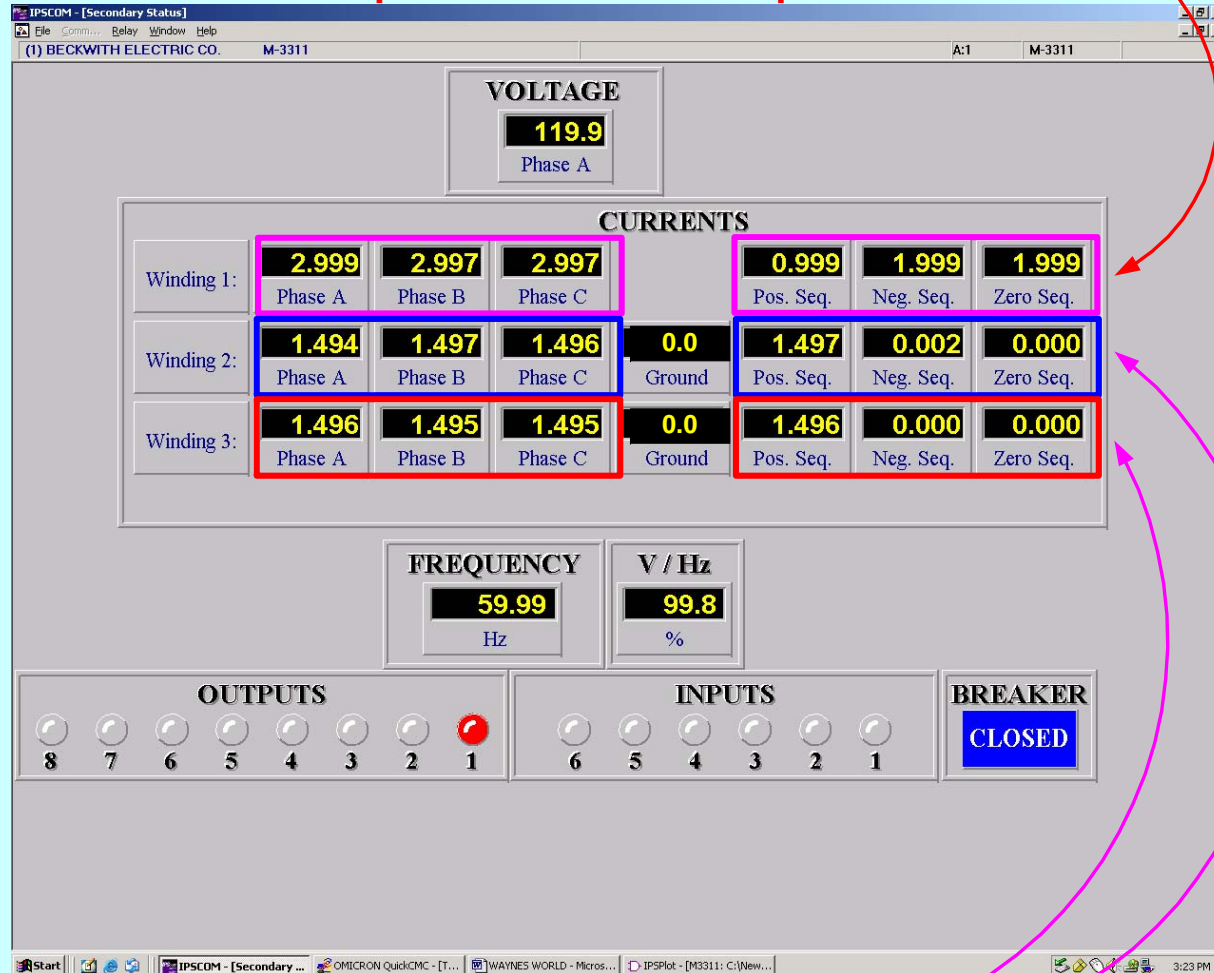 IPSCOM - [Secondary Status]
File Comm... Relay Window Help
(1) BECKWITH ELECTRIC CO. M-3311 A:1 M-3311
VOLTAGE
119.9
Phase A
CURRENTS
Winding 1: 2.999 2.997 2.997 0.999 1.999 1.999
Phase A Phase B Phase C Pos. Seq. Neg. Seq. Zero Seq.
Winding 2: 1.494 1.497 1.496 0.0 1.497 0.002 0.000
Phase A Phase B Phase C Ground Pos. Seq. Neg. Seq. Zero Seq.
Winding 3: 1.496 1.495 1.495 0.0 1.496 0.000 0.000
Phase A Phase B Phase C Ground Pos. Seq. Neg. Seq. Zero Seq.
FREQUENCY V / Hz
59.99 99.8
Hz %
OUTPUTS INPUTS BREAKER
CLOSED
8 7 6 5 4 3 2 1 6 5 4 3 2 1
Start IPSCOM - [Secondary ... OMICRON QuickCMC - [T... WAYNES WORLD - Micros... IPSPlot - [M3311: C:\New... 3:23 PM